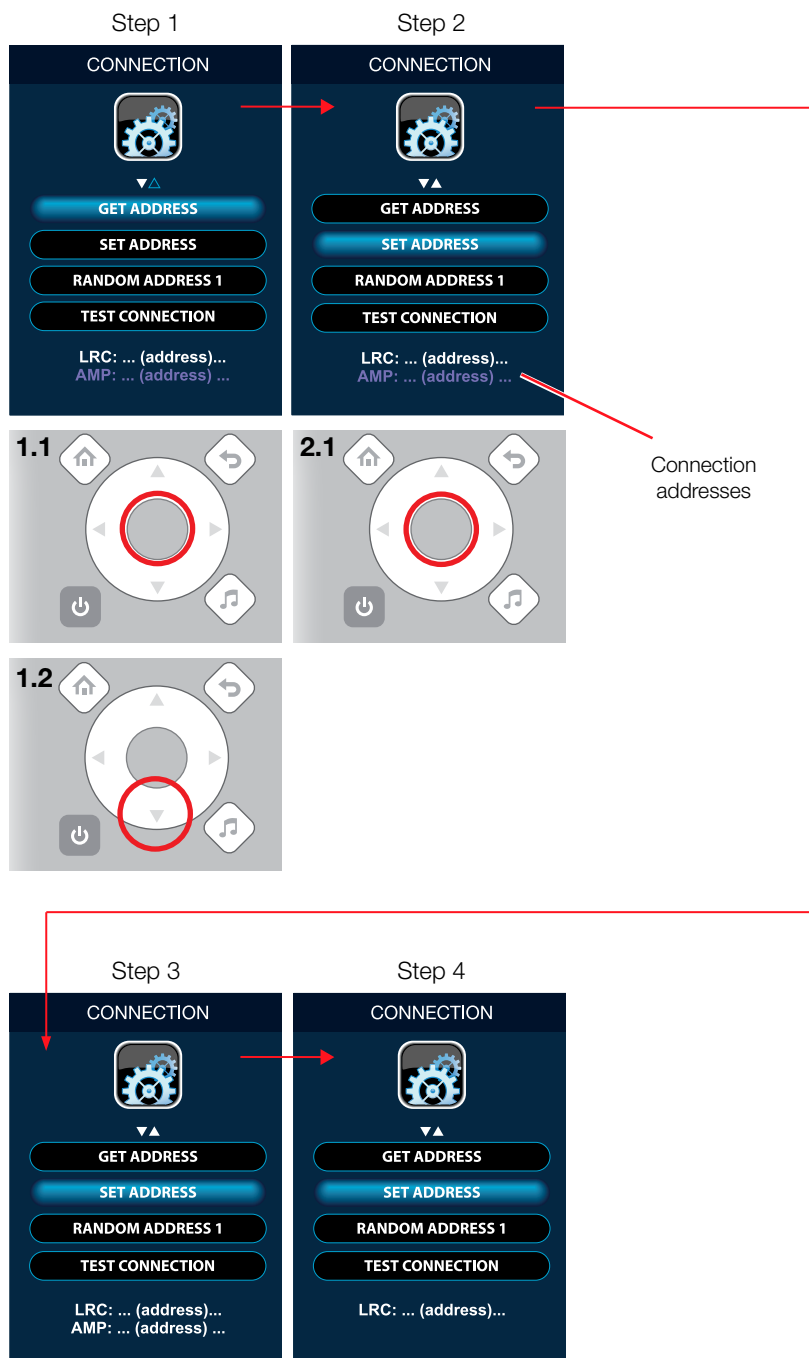 Step 1
Step 2
CONNECTION
CONNECTION
GET ADDRESS
SET ADDRESS
RANDOM ADDRESS 1
TEST CONNECTION
LRC: ... (address)...
AMP: ... (address) ...
GET ADDRESS
SET ADDRESS
RANDOM ADDRESS 1
TEST CONNECTION
LRC: ... (address)...
AMP: ... (address) ...
1.1
2.1
Connection
addresses
1.2
Step 3
Step 4
CONNECTION
CONNECTION
GET ADDRESS
SET ADDRESS
RANDOM ADDRESS 1
TEST CONNECTION
LRC: ... (address)...
AMP: ... (address) ...
GET ADDRESS
SET ADDRESS
RANDOM ADDRESS 1
TEST CONNECTION
LRC: ... (address)...